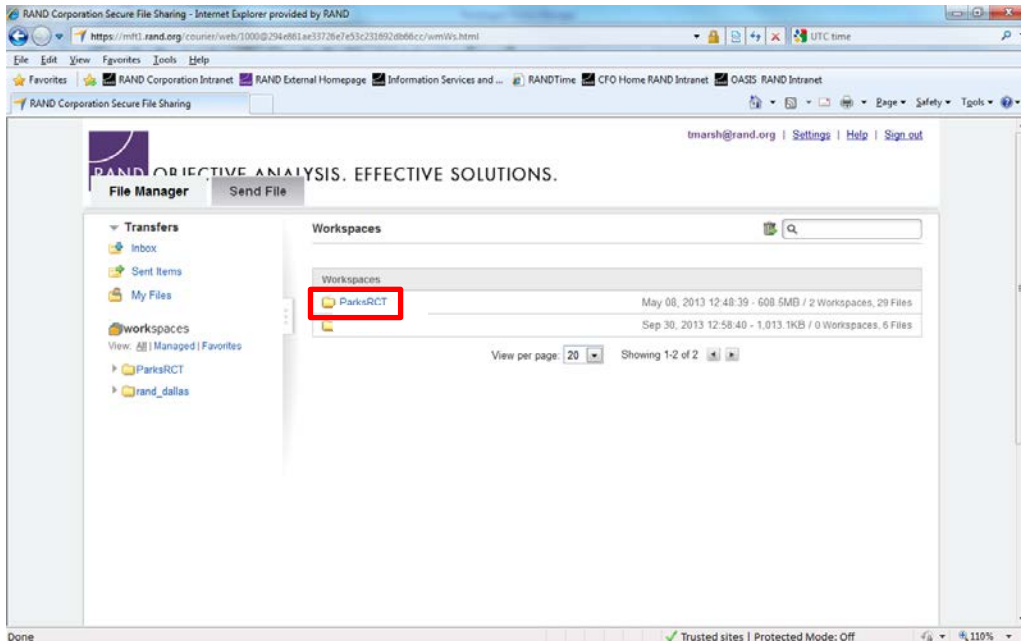 RAND Corporation Secure File Sharing - Internet Explorer provided by RAND
https://mft1.rand.org/courier/web/1000@294e861ae33726e7e53c231692db66cc/wmWs.html
UTC time
File Edit View Favorites Tools Help
Favorites RAND Corporation Intranet RAND External Homepage Information Services and ... RANDTime CFO Home RAND Intranet OASIS RAND Intranet
RAND Corporation Secure File Sharing
Page Safety Tools
tmarsh@rand.org | Settings | Help | Sign out
RAND OBJECTIVE ANALYSIS. EFFECTIVE SOLUTIONS.
File Manager Send File
Transfers
Inbox
Sent Items
My Files
workspaces
View: All | Managed | Favorites
ParksRCT
rand_dallas
Workspaces
Workspaces
ParksRCT May 08, 2013 12:48:39 - 608.5MB / 2 Workspaces, 29 Files
Sep 30, 2013 12:58:40 - 1,013.1KB / 0 Workspaces, 6 Files
View per page: 20 Showing 1-2 of 2
Done
Trusted sites | Protected Mode: Off
110%